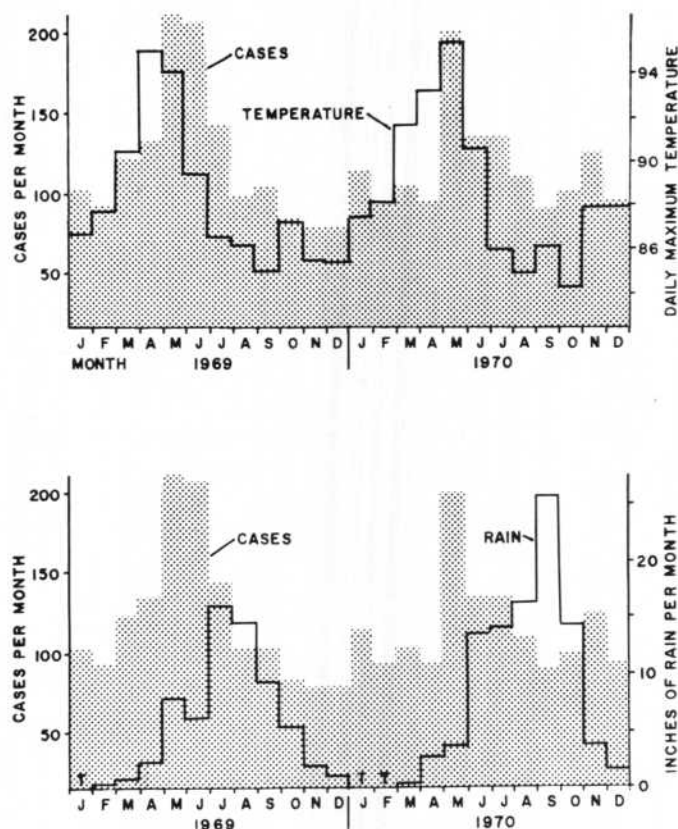 200
150
100
50
CASES PER MONTH
CASES
TEMPERATURE
94
90
86
DAILY MAXIMUM TEMPERATURE
J F M A M J J A S O N D J F M A M J J A S O N D
MONTH 1969 1970
200
150
100
50
CASES PER MONTH
CASES
RAIN
20
10
0
INCHES OF RAIN PER MONTH
T T T
J F M A M J J A S O N D J F M A M J J A S O N D
1969 1970